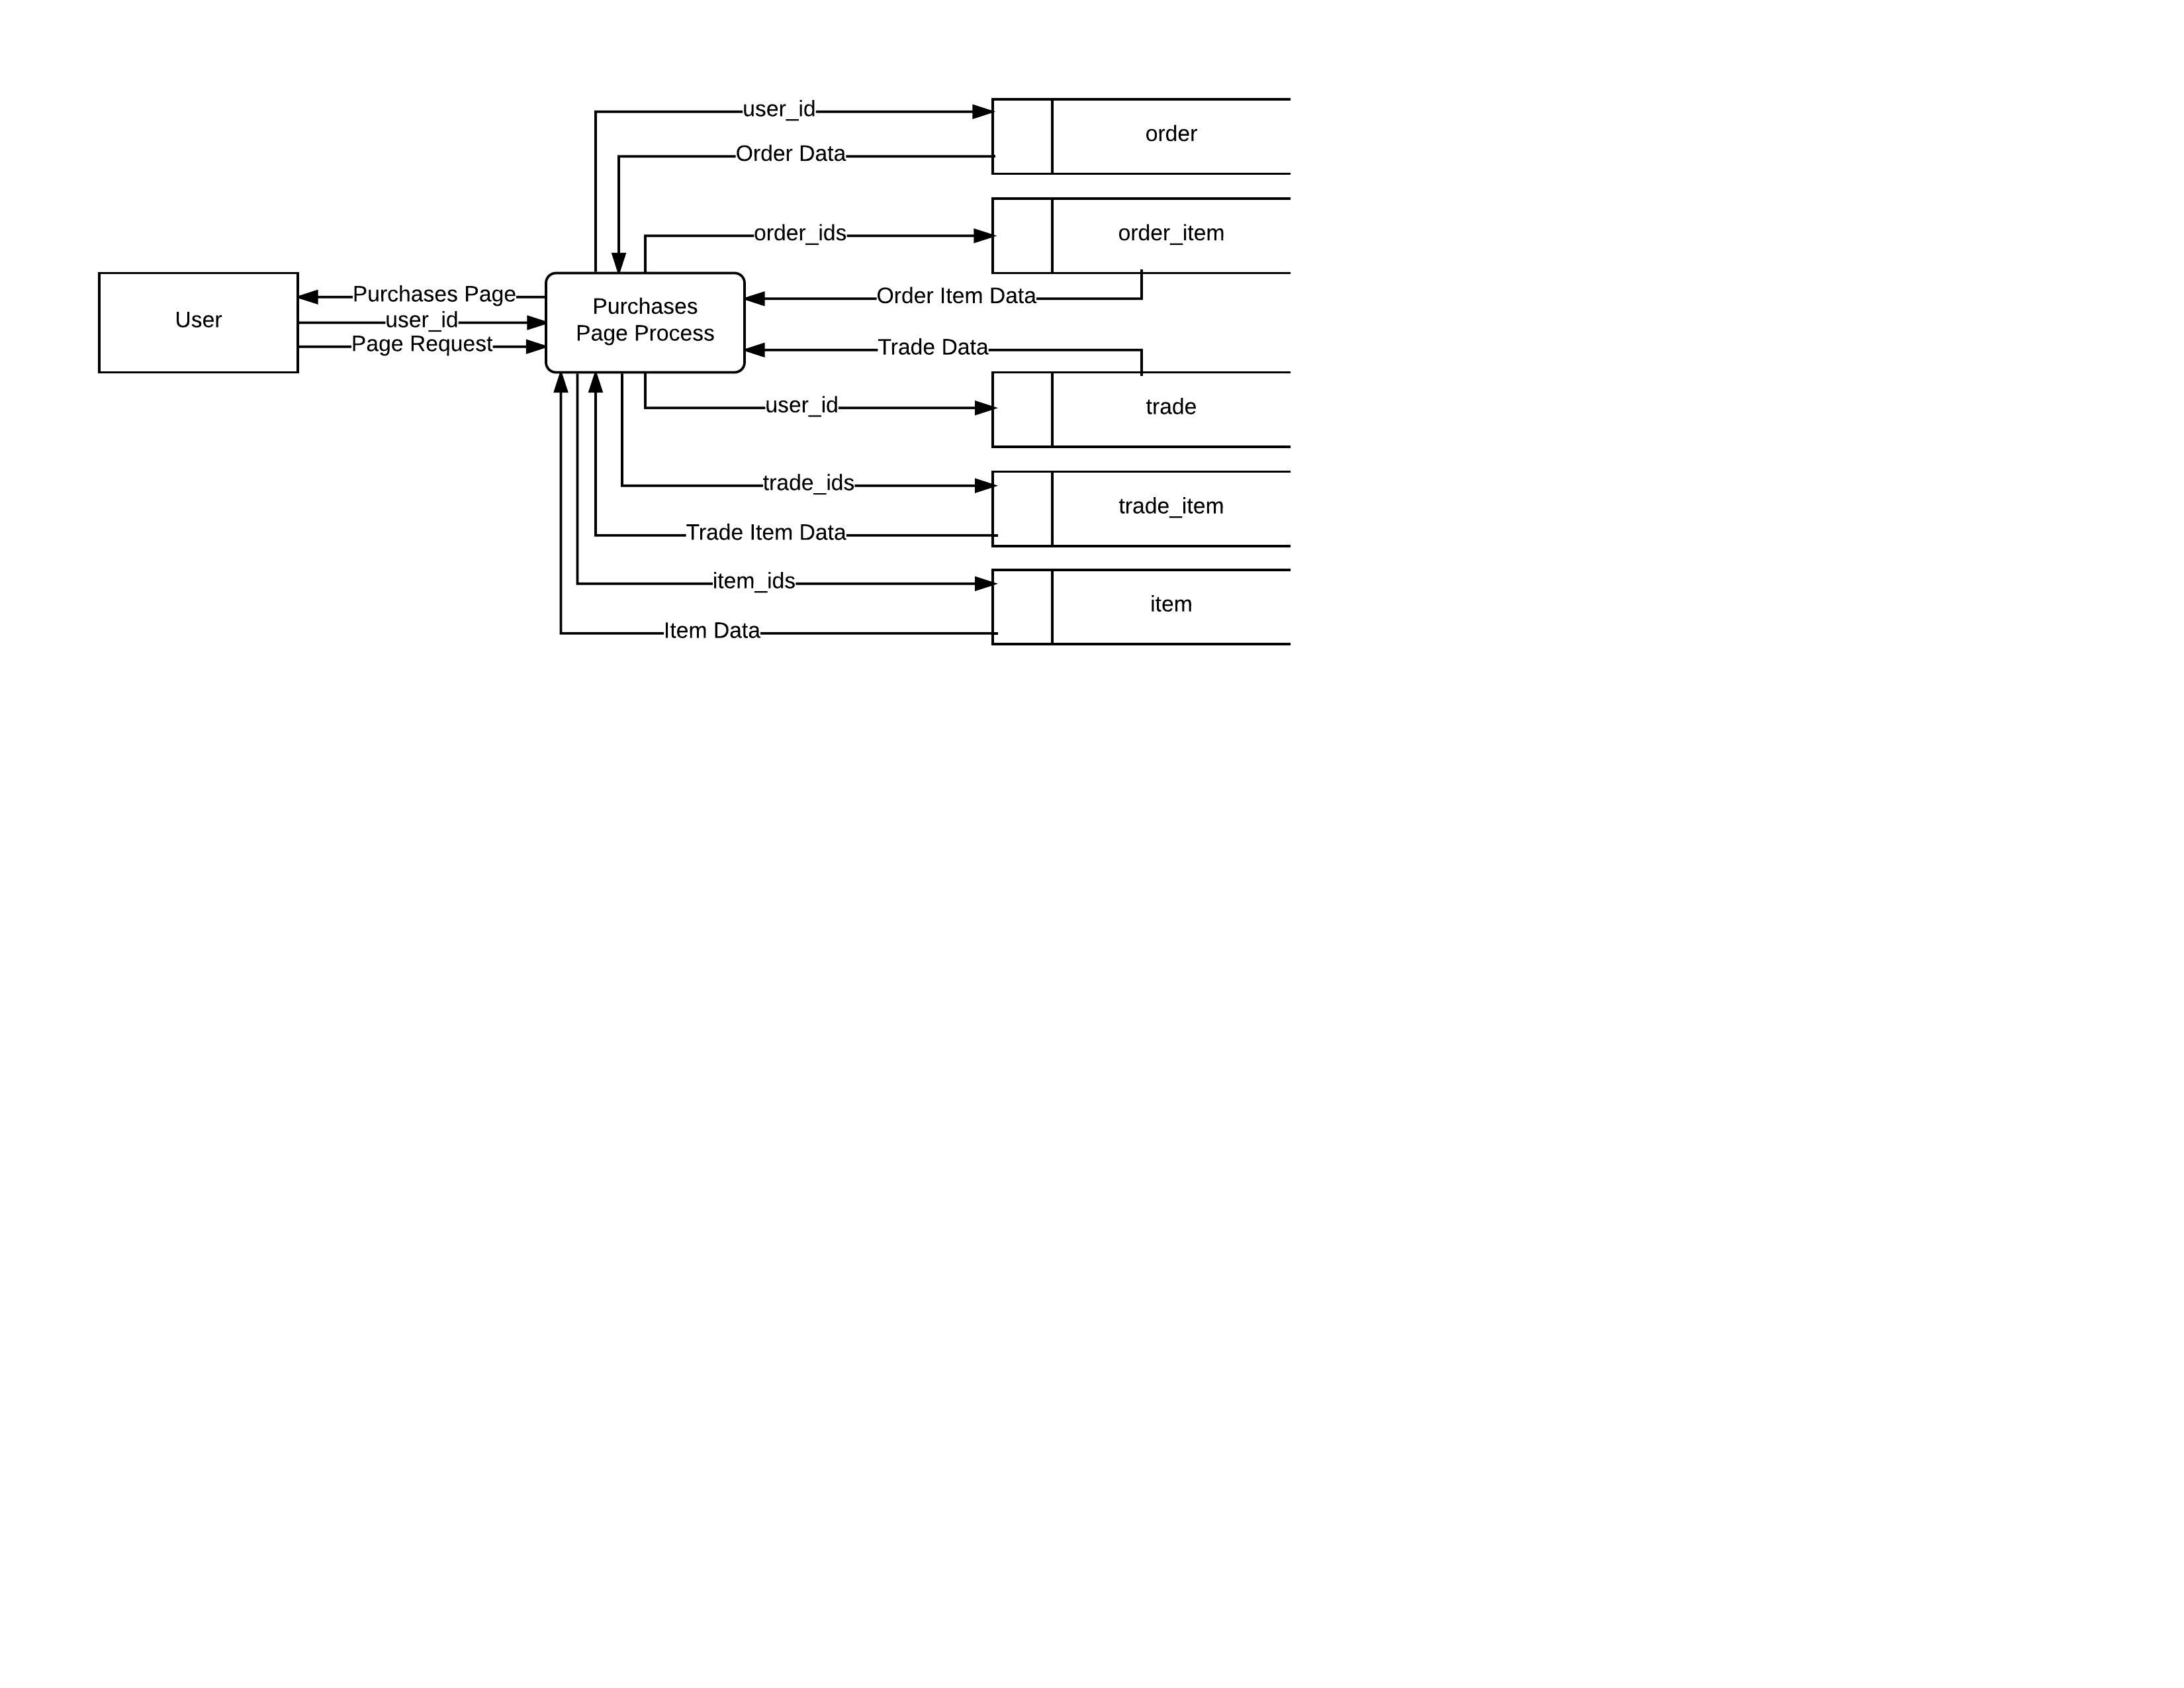 user_id
order
Order Data
order_ids
order_item
Purchases Page
Order Item Data
User
user_id
Purchases
Page Process
Page Request
Trade Data
user_id
trade
trade_ids
trade_item
Trade Item Data
item_ids
item
Item Data